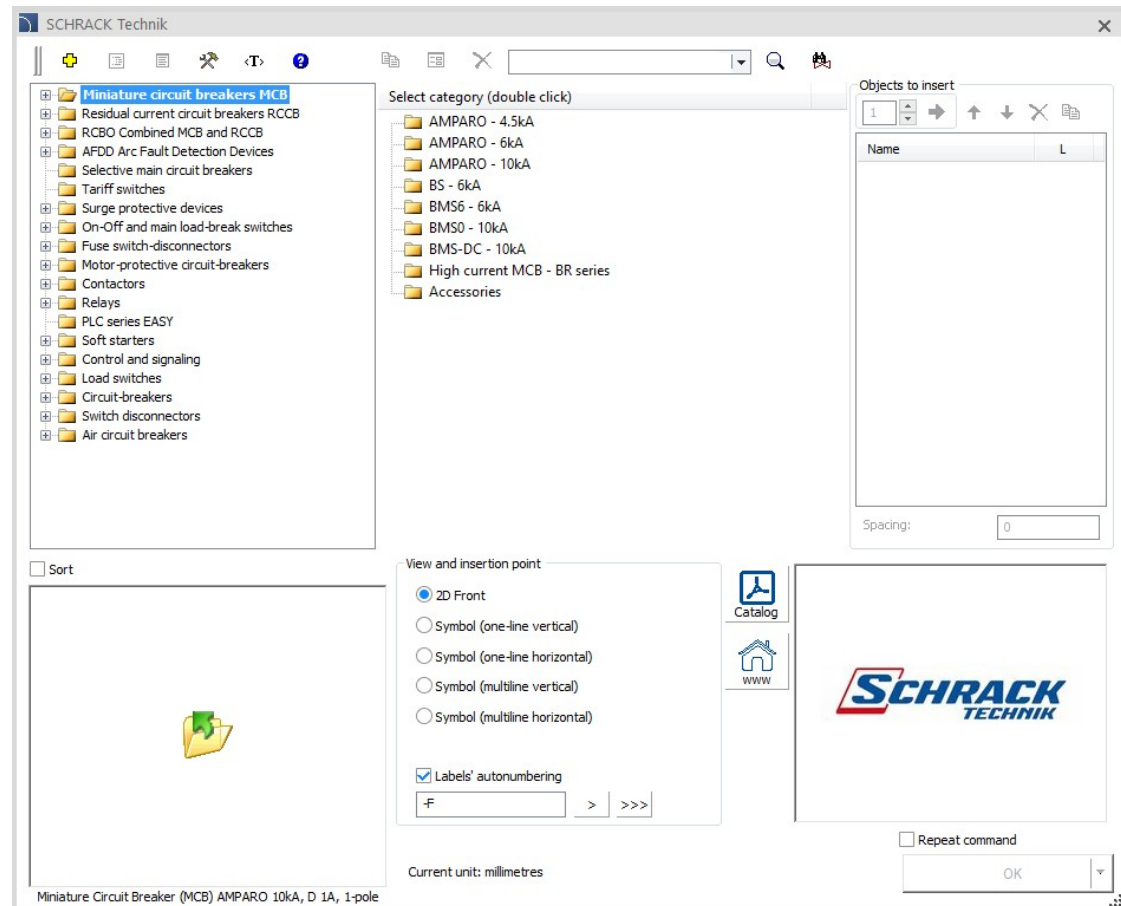 SCHRACK Technik
<T>
Miniature circuit breakers MCB
Residual current circuit breakers RCCB
RCBO Combined MCB and RCCB
AFDD Arc Fault Detection Devices
Selective main circuit breakers
Tariff switches
Surge protective devices
On-Off and main load-break switches
Fuse switch-disconnectors
Motor-protective circuit-breakers
Contactors
Relays
PLC series EASY
Soft starters
Control and signaling
Load switches
Circuit-breakers
Switch disconnectors
Air circuit breakers
Select category (double click)
AMPARO - 4.5kA
AMPARO - 6kA
AMPARO - 10kA
BS - 6kA
BMS6 - 6kA
BMS0 - 10kA
BMS-DC - 10kA
High current MCB - BR series
Accessories
Objects to insert
1
Name L
Spacing: 0
Sort
Miniature Circuit Breaker (MCB) AMPARO 10kA, D 1A, 1-pole
View and insertion point
2D Front
Symbol (one-line vertical)
Symbol (one-line horizontal)
Symbol (multiline vertical)
Symbol (multiline horizontal)
Labels' autonumbering
-F > >>>
Current unit: millimetres
Catalog
www
SCHRACK
TECHNIK
Repeat command
OK